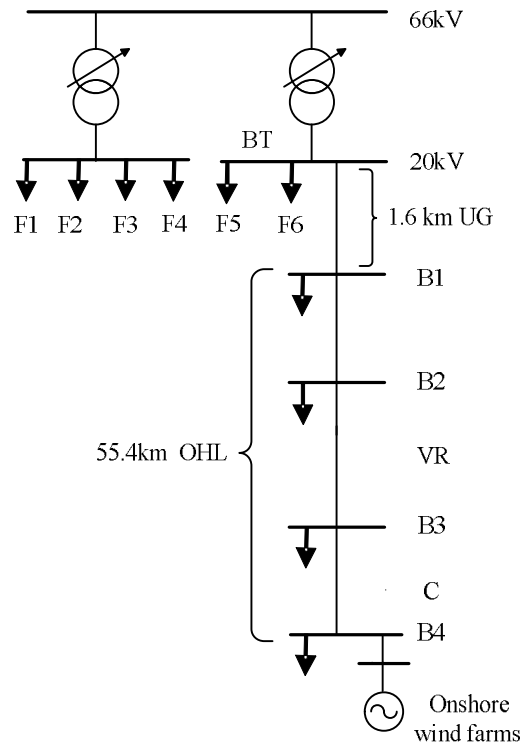 66kV
BT
20kV
F1 F2 F3 F4 F5 F6
1.6 km UG
B1
B2
55.4km OHL
VR
B3
C
B4
Onshore
wind farms